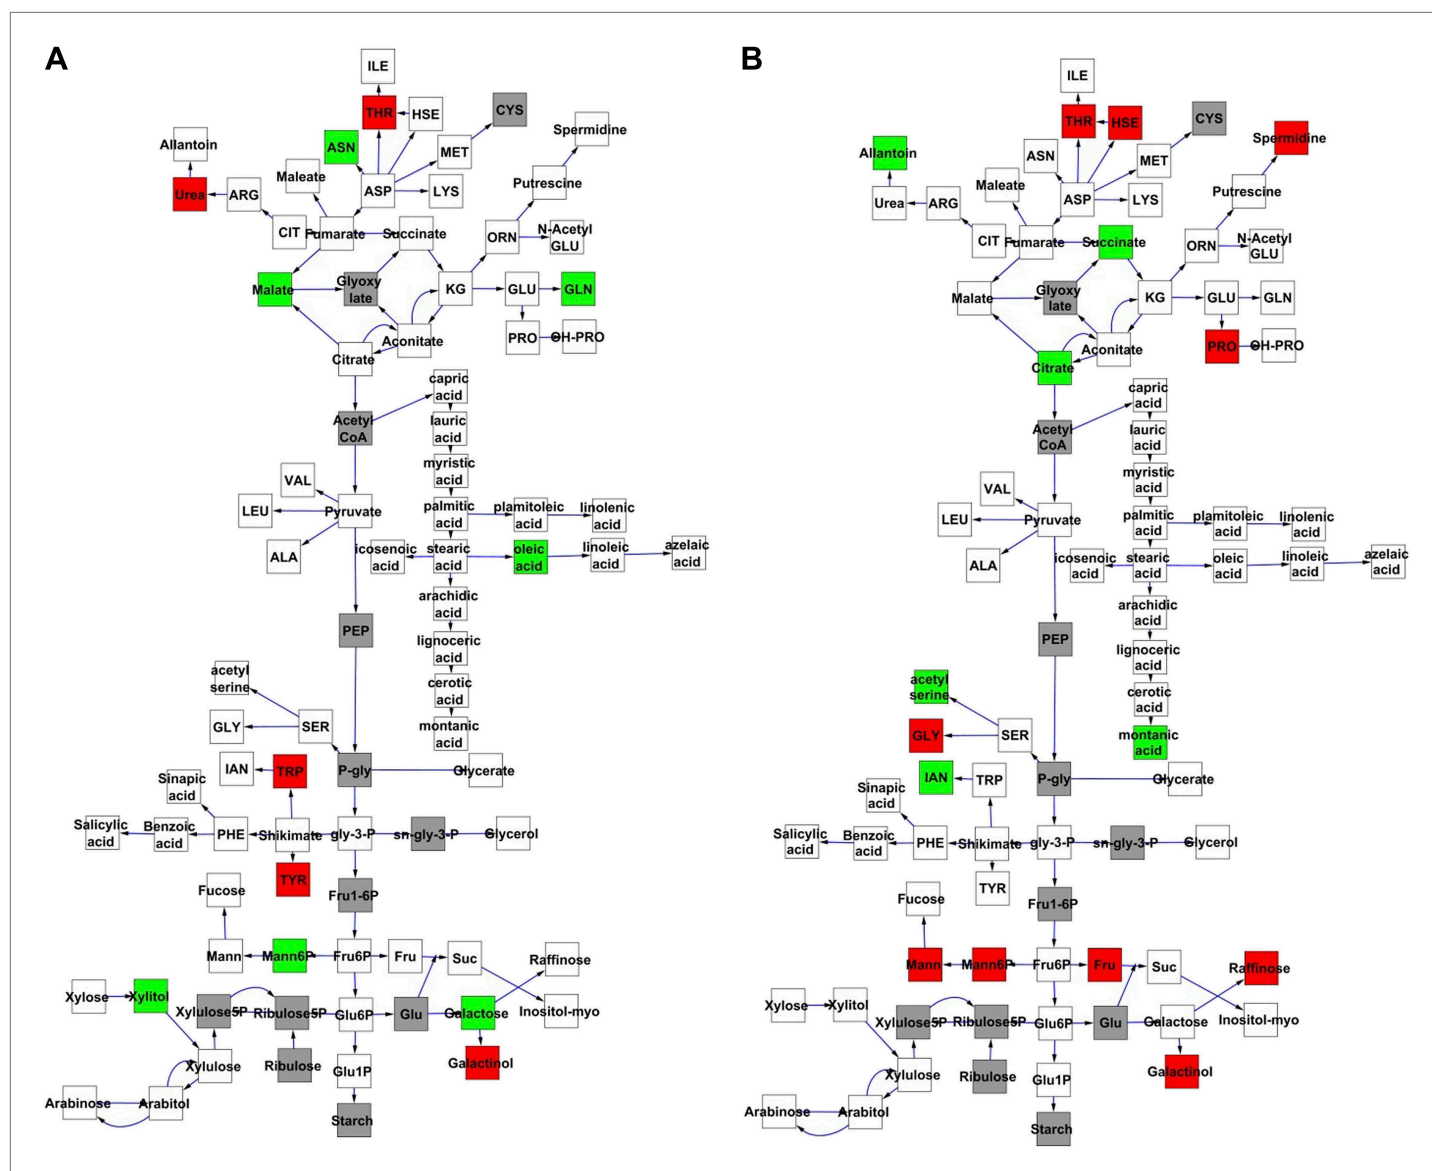 A
ILE
THR
HSE
CYS
ASN
MET
Spermidine
Allantoin
Maleate
ASP
LYS
Putrescine
Urea
ARG
CIT
Fumarate
Succinate
ORN
N-Acetyl
GLU
Malate
Glyoxy
late
KG
GLU
GLN
Citrate
Aconitate
PRO
OH-PRO
capric
acid
Acetyl
CoA
lauric
acid
myristic
acid
VAL
LEU
Pyruvate
palmitic
acid
plamitoleic
acid
linolenic
acid
ALA
icosenoic
acid
stearic
acid
oleic
acid
linoleic
acid
azelaic
acid
arachidic
acid
PEP
lignoceric
acid
acetyl
serine
cerotic
acid
GLY
SER
montanic
acid
IAN
TRP
P-gly
Glycerate
Sinapic
acid
Salicylic
acid
Benzoic
acid
PHE
Shikimate
gly-3-P
sn-gly-3-P
Glycerol
TYR
Fucose
Fru1-6P
Mann
Mann6P
Fru6P
Fru
Suc
Raffinose
Xylose
Xylitol
Xylulose5P
Ribulose5P
Glu6P
Glu
Galactose
Inositol-myo
Xylulose
Ribulose
Glu1P
Galactinol
Arabinose
Arabitol
Starch
B
ILE
THR
HSE
CYS
ASN
MET
Spermidine
Allantoin
Maleate
ASP
LYS
Putrescine
Urea
ARG
CIT
Fumarate
Succinate
ORN
N-Acetyl
GLU
Malate
Glyoxy
late
KG
GLU
GLN
Citrate
Aconitate
PRO
OH-PRO
capric
acid
Acetyl
CoA
lauric
acid
myristic
acid
VAL
LEU
Pyruvate
palmitic
acid
plamitoleic
acid
linolenic
acid
ALA
icosenoic
acid
stearic
acid
oleic
acid
linoleic
acid
azelaic
acid
arachidic
acid
PEP
lignoceric
acid
acetyl
serine
cerotic
acid
GLY
SER
montanic
acid
IAN
TRP
P-gly
Glycerate
Sinapic
acid
Salicylic
acid
Benzoic
acid
PHE
Shikimate
gly-3-P
sn-gly-3-P
Glycerol
TYR
Fucose
Fru1-6P
Mann
Mann6P
Fru6P
Fru
Suc
Raffinose
Xylose
Xylitol
Xylulose5P
Ribulose5P
Glu6P
Glu
Galactose
Inositol-myo
Xylulose
Ribulose
Glu1P
Galactinol
Arabinose
Arabitol
Starch